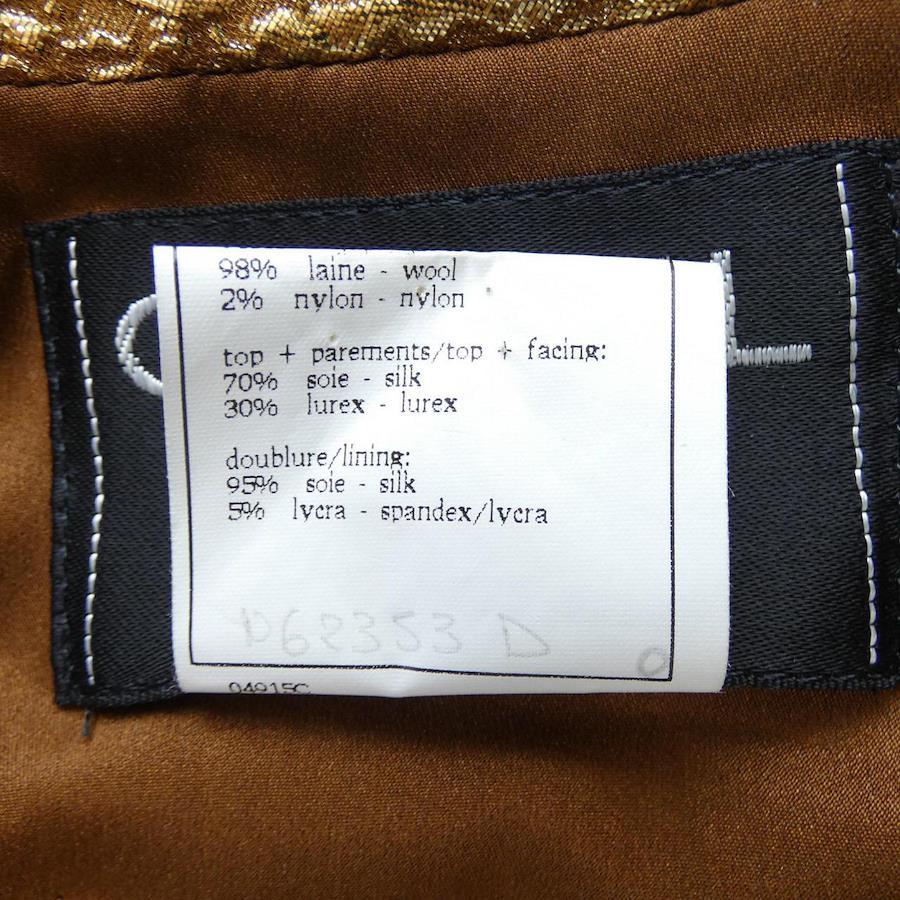 98% laine - wool
2% nylon - nylon
top + parements/top + facing:
70% soie - silk
30% lurex - lurex
doublure/lining:
95% soie - silk
5% lycra - spandex/lycra
P62353 D
04915C